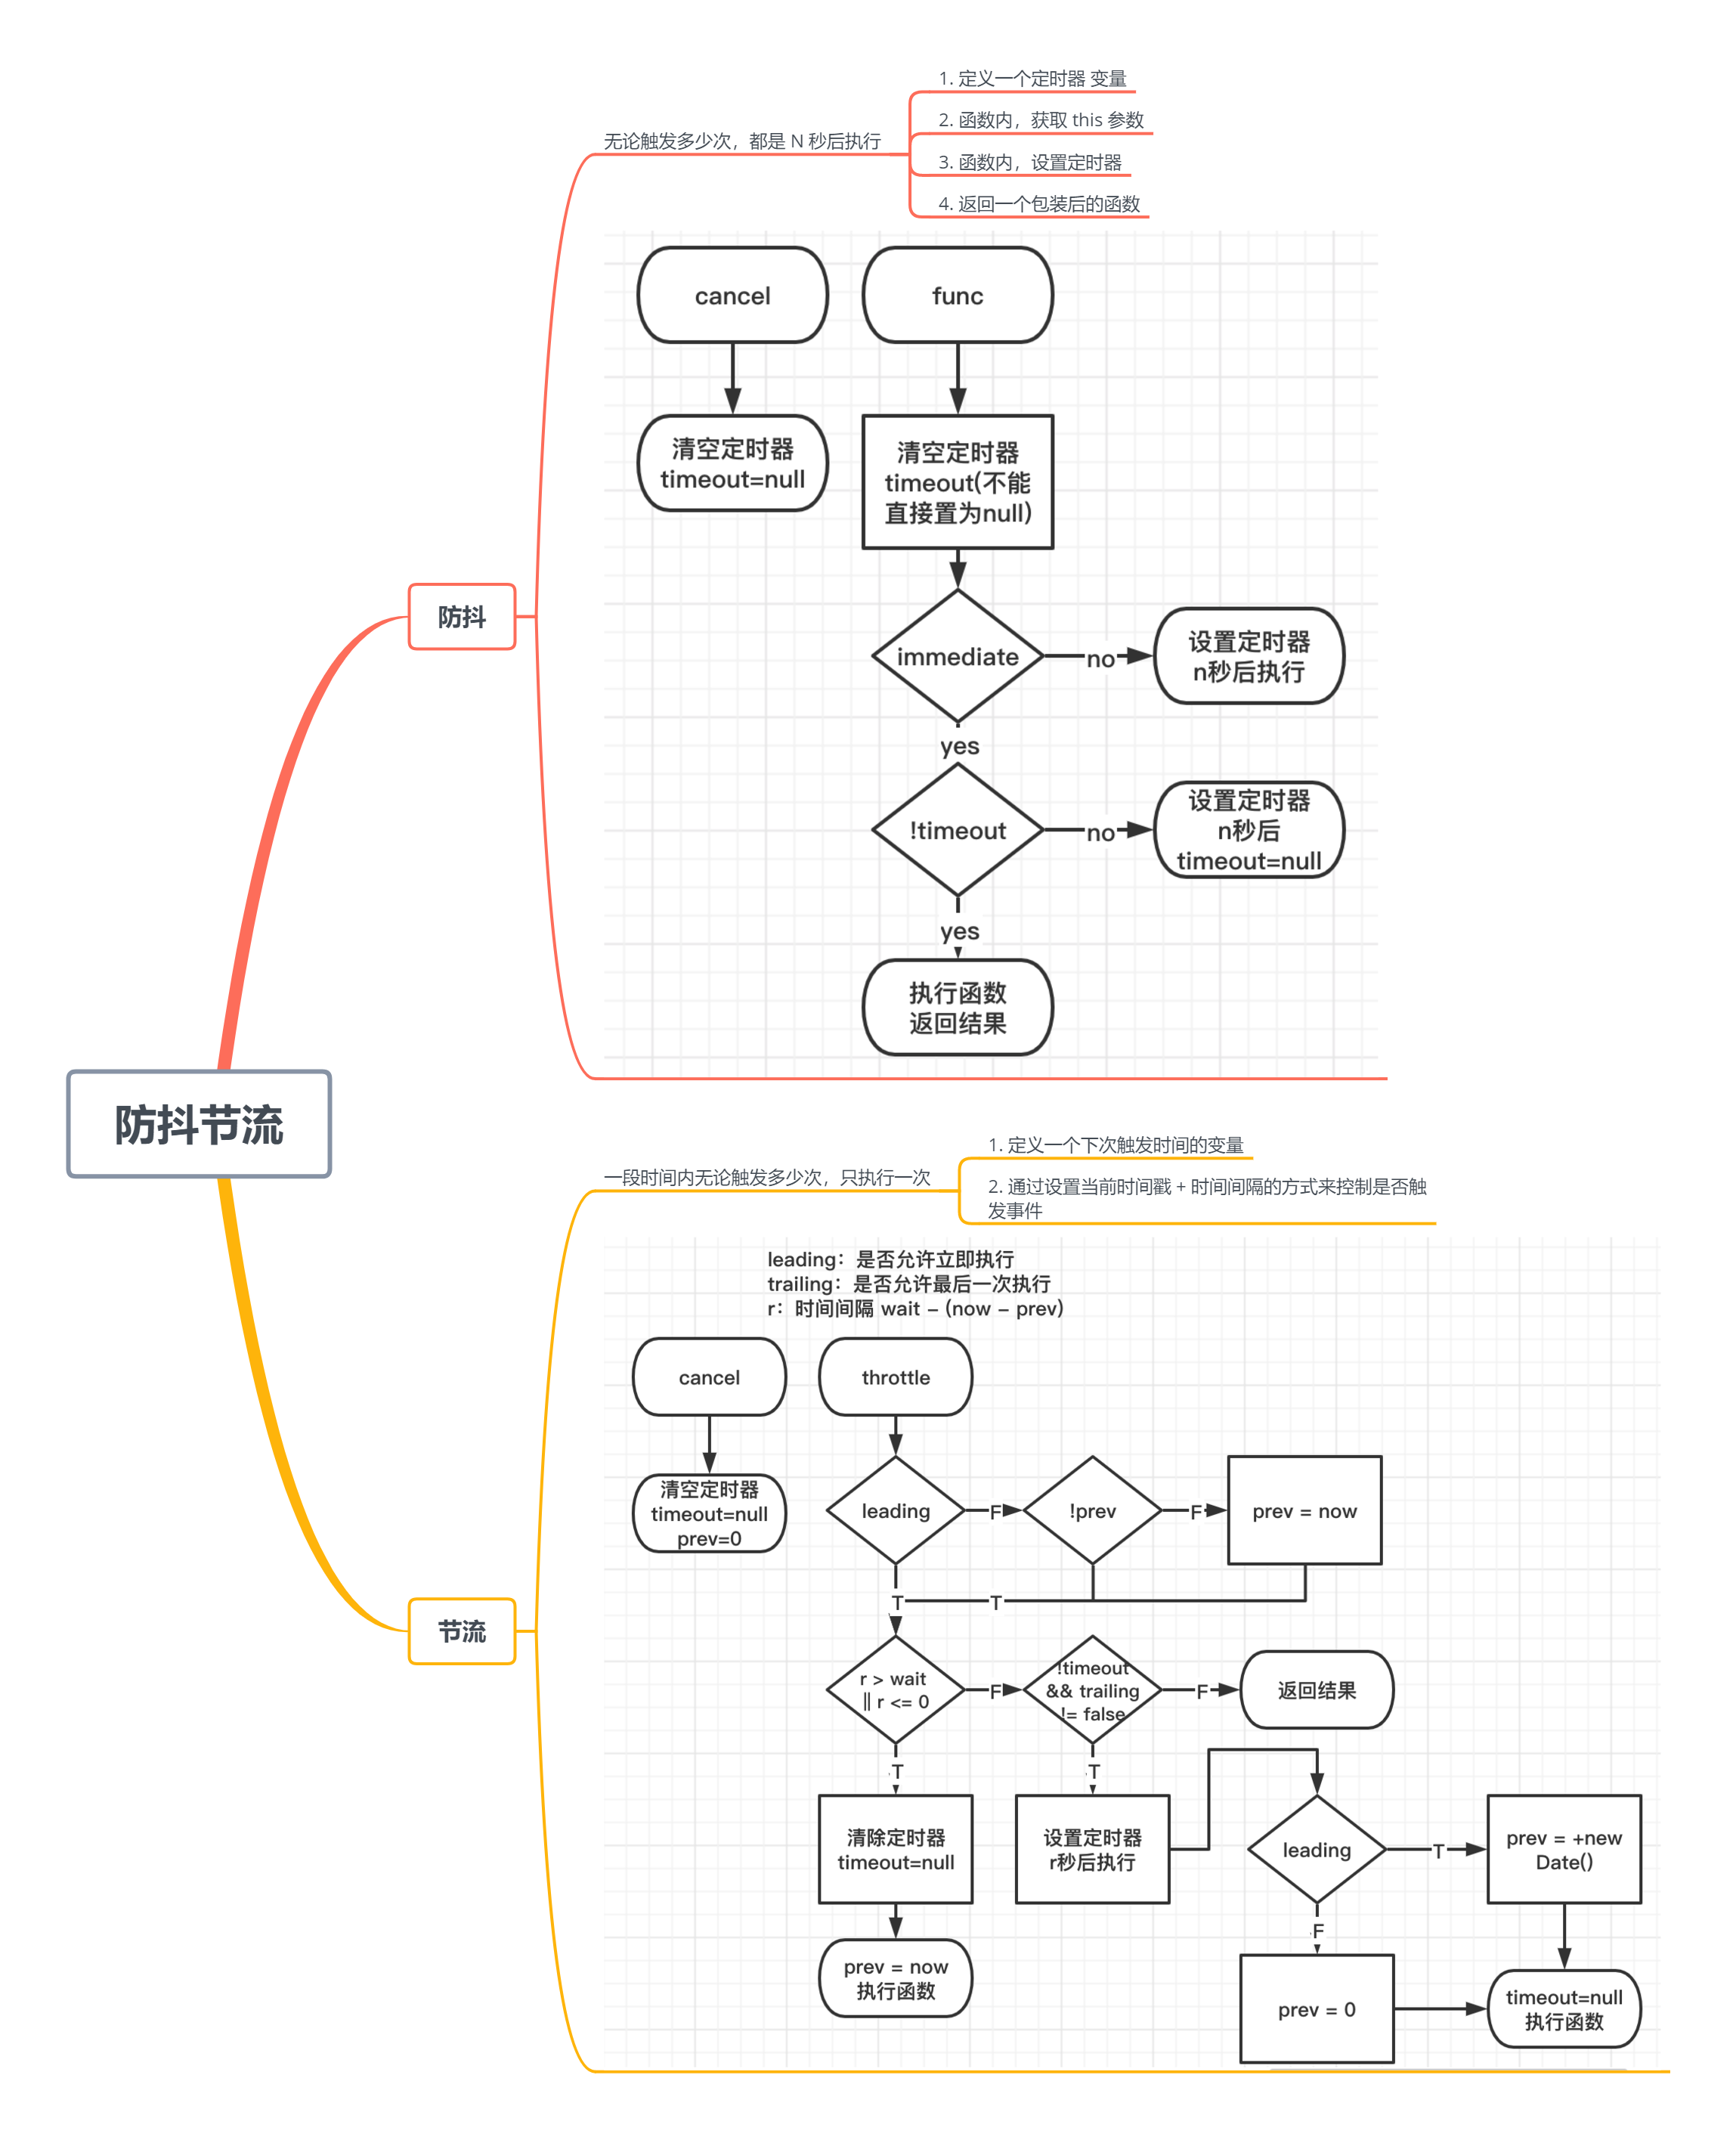 防抖节流
防抖
无论触发多少次，都是 N 秒后执行
1. 定义一个定时器 变量
2. 函数内，获取 this 参数
3. 函数内，设置定时器
4. 返回一个包装后的函数
cancel
func
清空定时器
timeout=null
清空定时器
timeout(不能
直接置为null)
immediate
no
设置定时器
n秒后执行
yes
!timeout
no
设置定时器
n秒后
timeout=null
yes
执行函数
返回结果
节流
一段时间内无论触发多少次，只执行一次
1. 定义一个下次触发时间的变量
2. 通过设置当前时间戳 + 时间间隔的方式来控制是否触
发事件
leading：是否允许立即执行
trailing：是否允许最后一次执行
r：时间间隔 wait – (now – prev)
cancel
throttle
清空定时器
timeout=null
prev=0
leading
F
!prev
F
prev = now
T
T
r > wait
|| r <= 0
F
!timeout
&& trailing
!= false
F
返回结果
T
T
清除定时器
timeout=null
设置定时器
r秒后执行
leading
T
prev = +new
Date()
F
prev = now
执行函数
prev = 0
timeout=null
执行函数